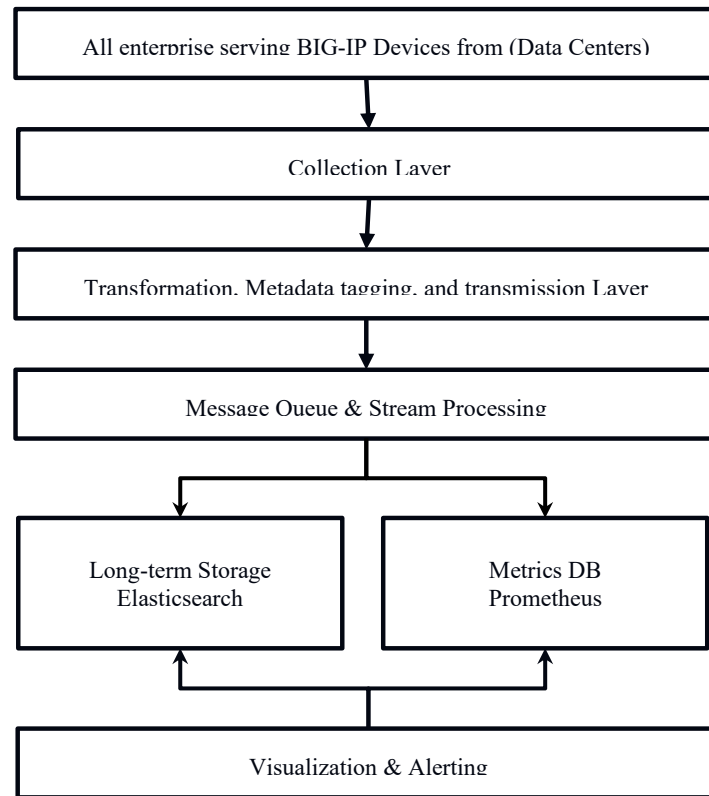 All enterprise serving BIG-IP Devices from (Data Centers)
Collection Layer
Transformation, Metadata tagging, and transmission Layer
Message Queue & Stream Processing
Long-term Storage
Elasticsearch
Metrics DB
Prometheus
Visualization & Alerting